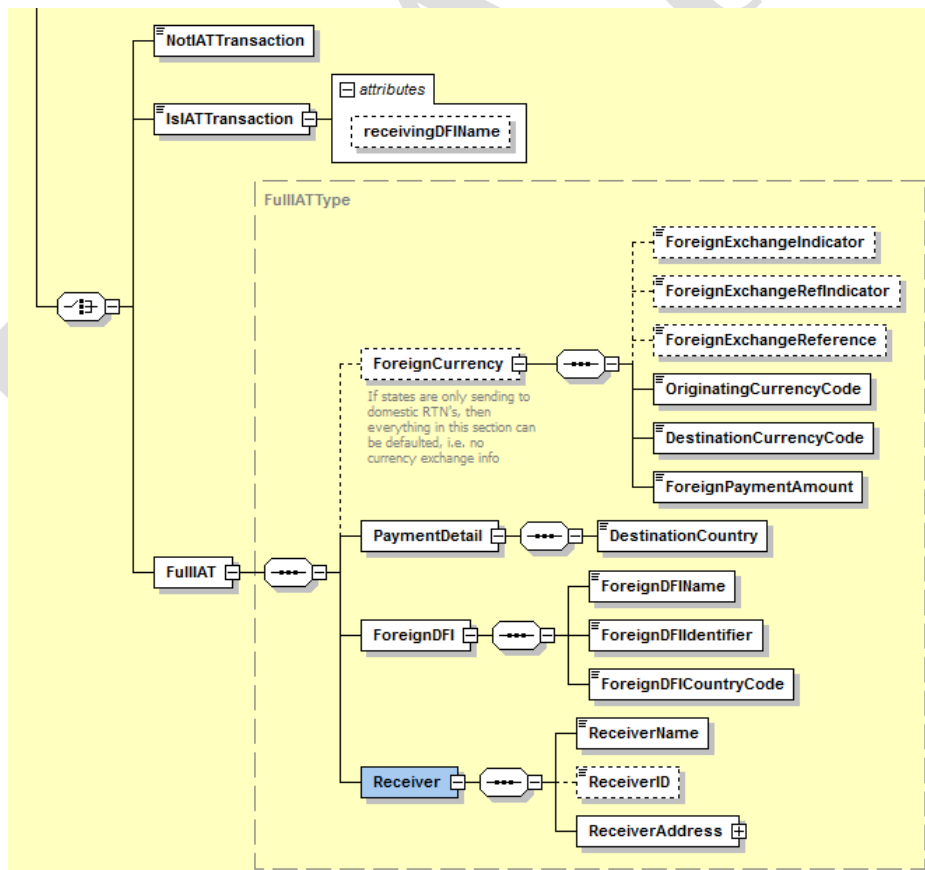 NotIATTransaction
attributes
IsIATTransaction
receivingDFIName
FullIATType
ForeignExchangeIndicator
ForeignExchangeRefIndicator
ForeignExchangeReference
ForeignCurrency
If states are only sending to
domestic RTN's, then
everything in this section can
be defaulted, i.e. no
currency exchange info
OriginatingCurrencyCode
DestinationCurrencyCode
ForeignPaymentAmount
PaymentDetail
DestinationCountry
FullIAT
ForeignDFIName
ForeignDFI
ForeignDFIIdentifier
ForeignDFICountryCode
ReceiverName
Receiver
ReceiverID
ReceiverAddress